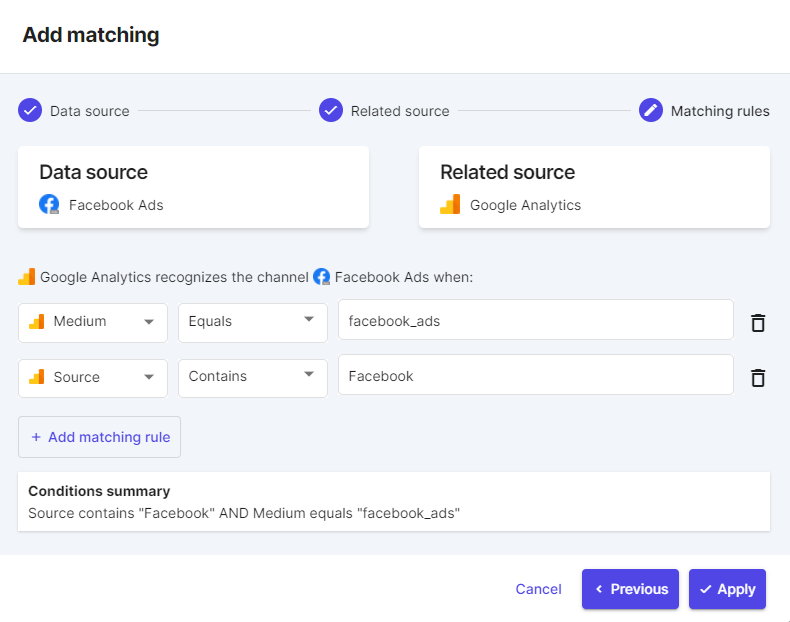 Add matching
Data source
Related source
Matching rules
Data source
Facebook Ads
Related source
Google Analytics
Google Analytics recognizes the channel Facebook Ads when:
Medium Equals facebook_ads
Source Contains Facebook
+ Add matching rule
Conditions summary
Source contains "Facebook" AND Medium equals "facebook_ads"
Cancel Previous Apply